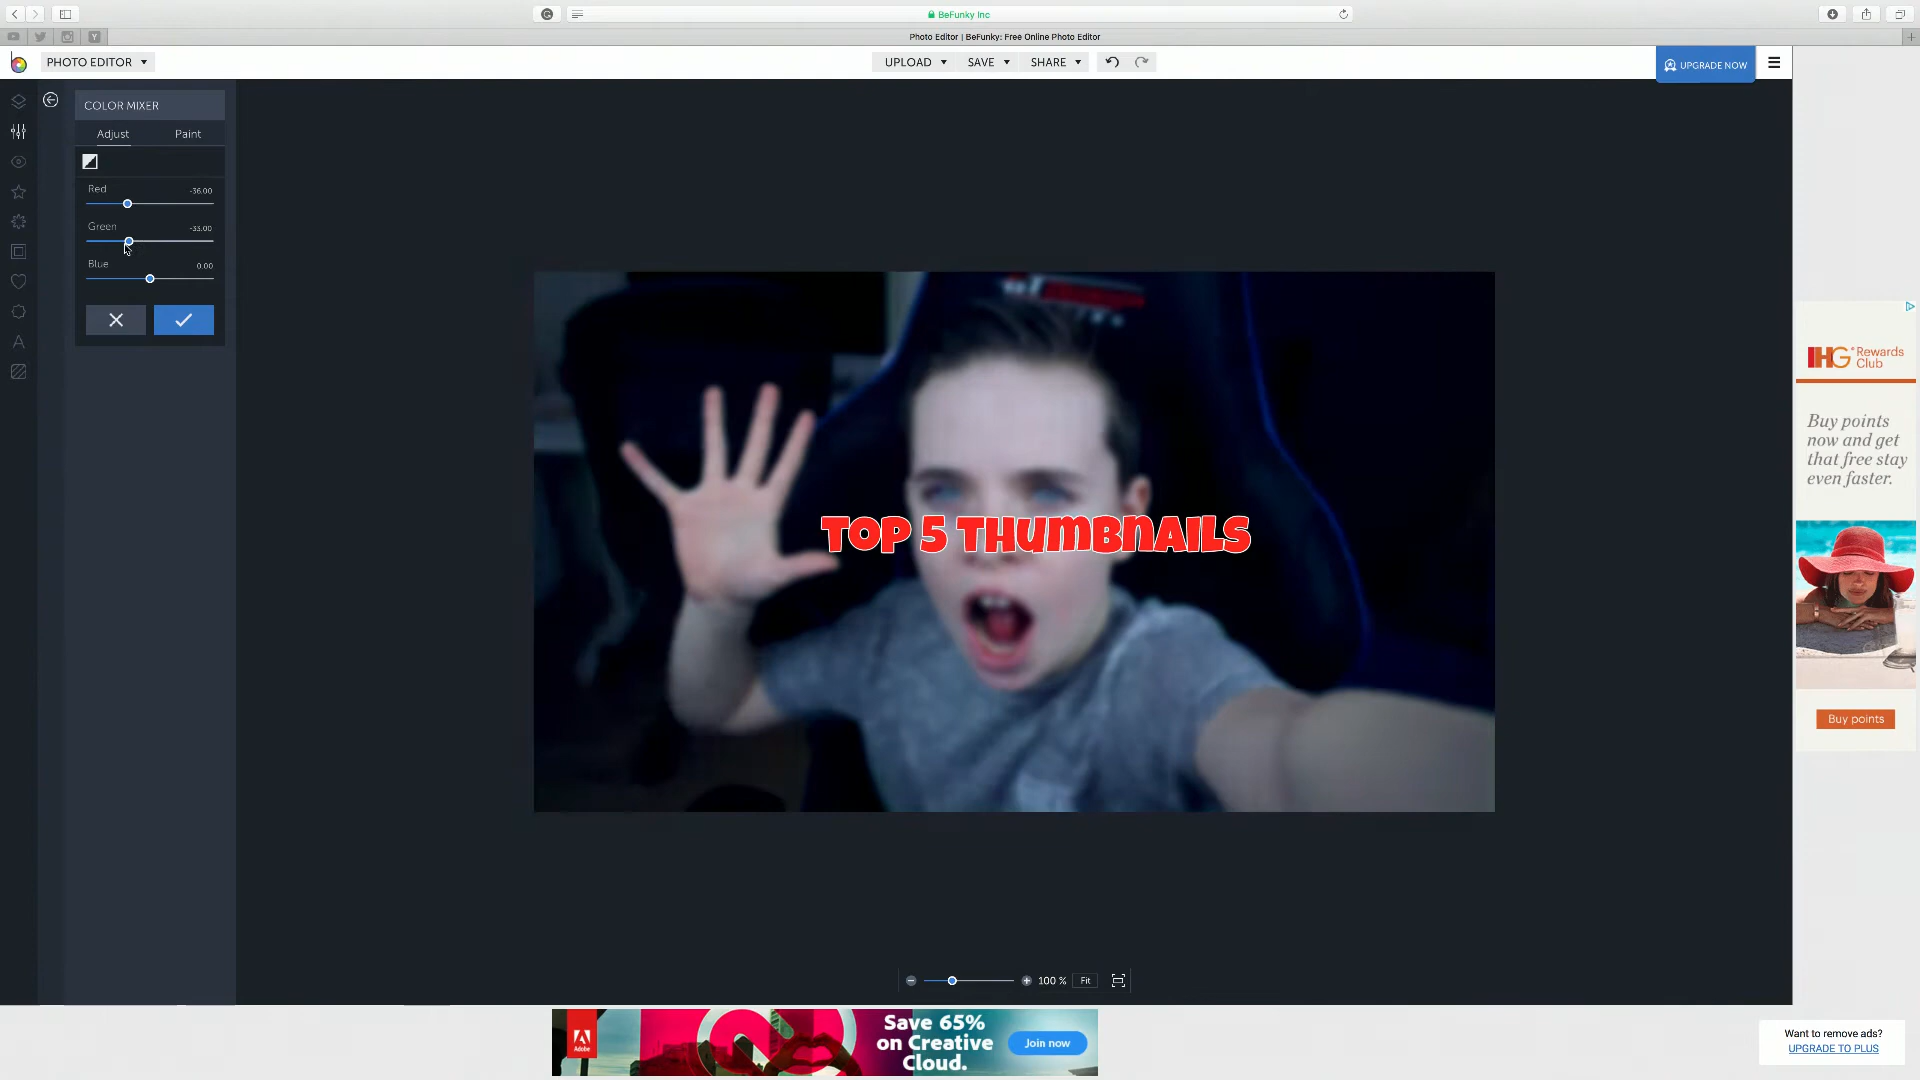 BeFunky Inc
Photo Editor | BeFunky: Free Online Photo Editor
PHOTO EDITOR
UPLOAD
SAVE
SHARE
UPGRADE NOW
COLOR MIXER
Adjust
Paint
Red
-36.00
Green
-33.00
Blue
0.00
TOP 5 THUMBNAILS
IHG Rewards
Club
Buy points
now and get
that free stay
even faster.
Buy points
100 %
Fit
Adobe
Save 65%
on Creative
Cloud.
Join now
Want to remove ads?
UPGRADE TO PLUS